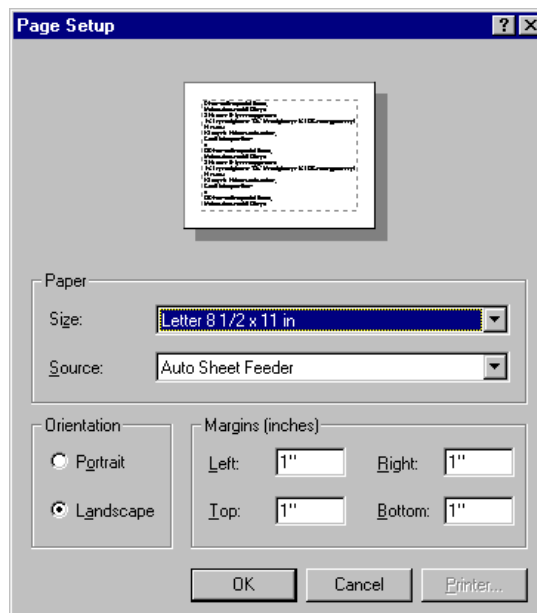 Page Setup
Paper
Size: Letter 8 1/2 x 11 in
Source: Auto Sheet Feeder
Orientation
Portrait
Landscape
Margins (inches)
Left: 1" Right: 1"
Top: 1" Bottom: 1"
OK Cancel Printer...